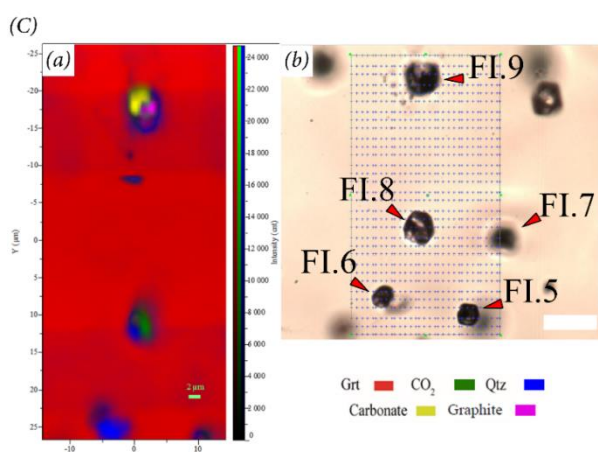 (C)
(a)
-25
-20
-15
-10
-5
0
5
10
15
20
25
Y (µm)
-10
0
10
2 µm
24 000
22 000
20 000
18 000
16 000
14 000
12 000
10 000
8 000
6 000
4 000
2 000
0
Intensity (cnt)
(b)
FI.9
FI.8
FI.7
FI.6
FI.5
Grt CO2 Qtz
Carbonate Graphite